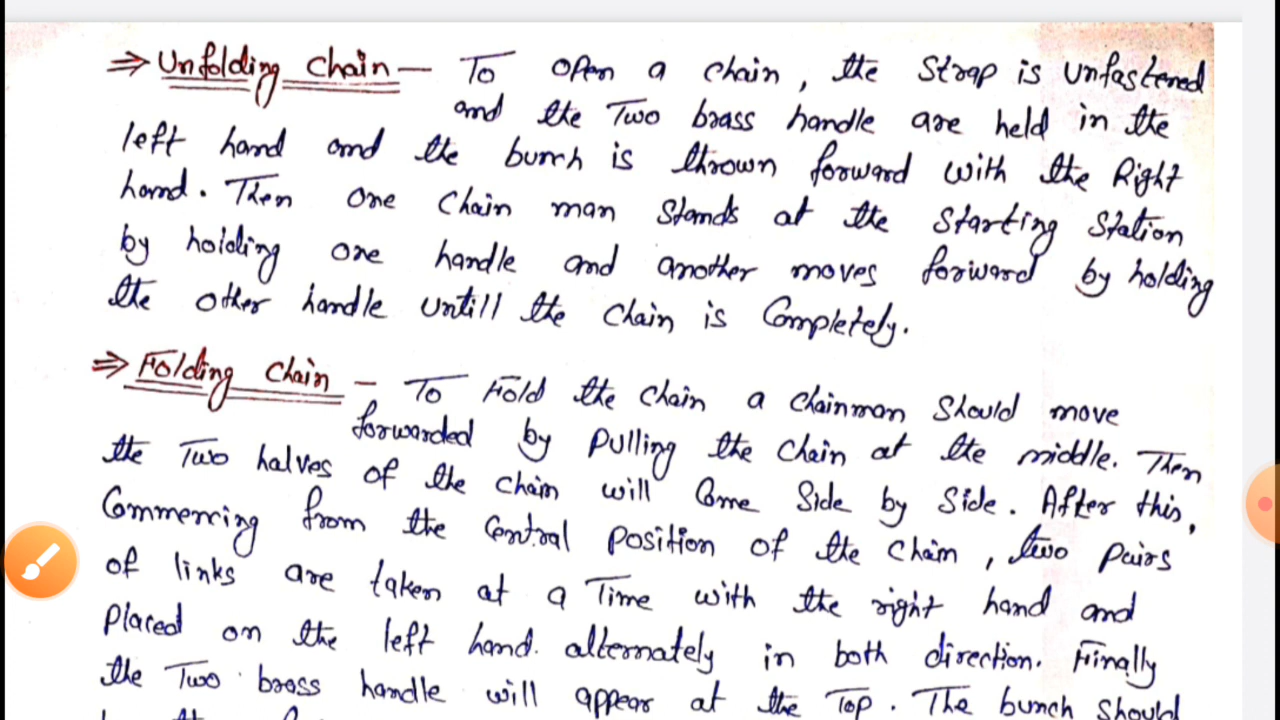 ⇒ Unfolding Chain — To open a chain, the strap is unfastened
and the Two brass handle are held in the
left hand and the bunch is thrown forward with the Right
hand. Then one chain man stands at the starting station
by holding one handle and another moves forward by holding
the other handle untill the chain is Completely.
⇒ Folding chain — To Fold the chain a chainman should move
forwarded by Pulling the chain at the middle. Then
the Two halves of the chain will Come Side by Side. After this,
Commencing from the Central Position of the chain, two pairs
of links are taken at a Time with the right hand and
Placed on the left hand. alternately in both direction. Finally
the Two brass handle will appear at the Top. The bunch should